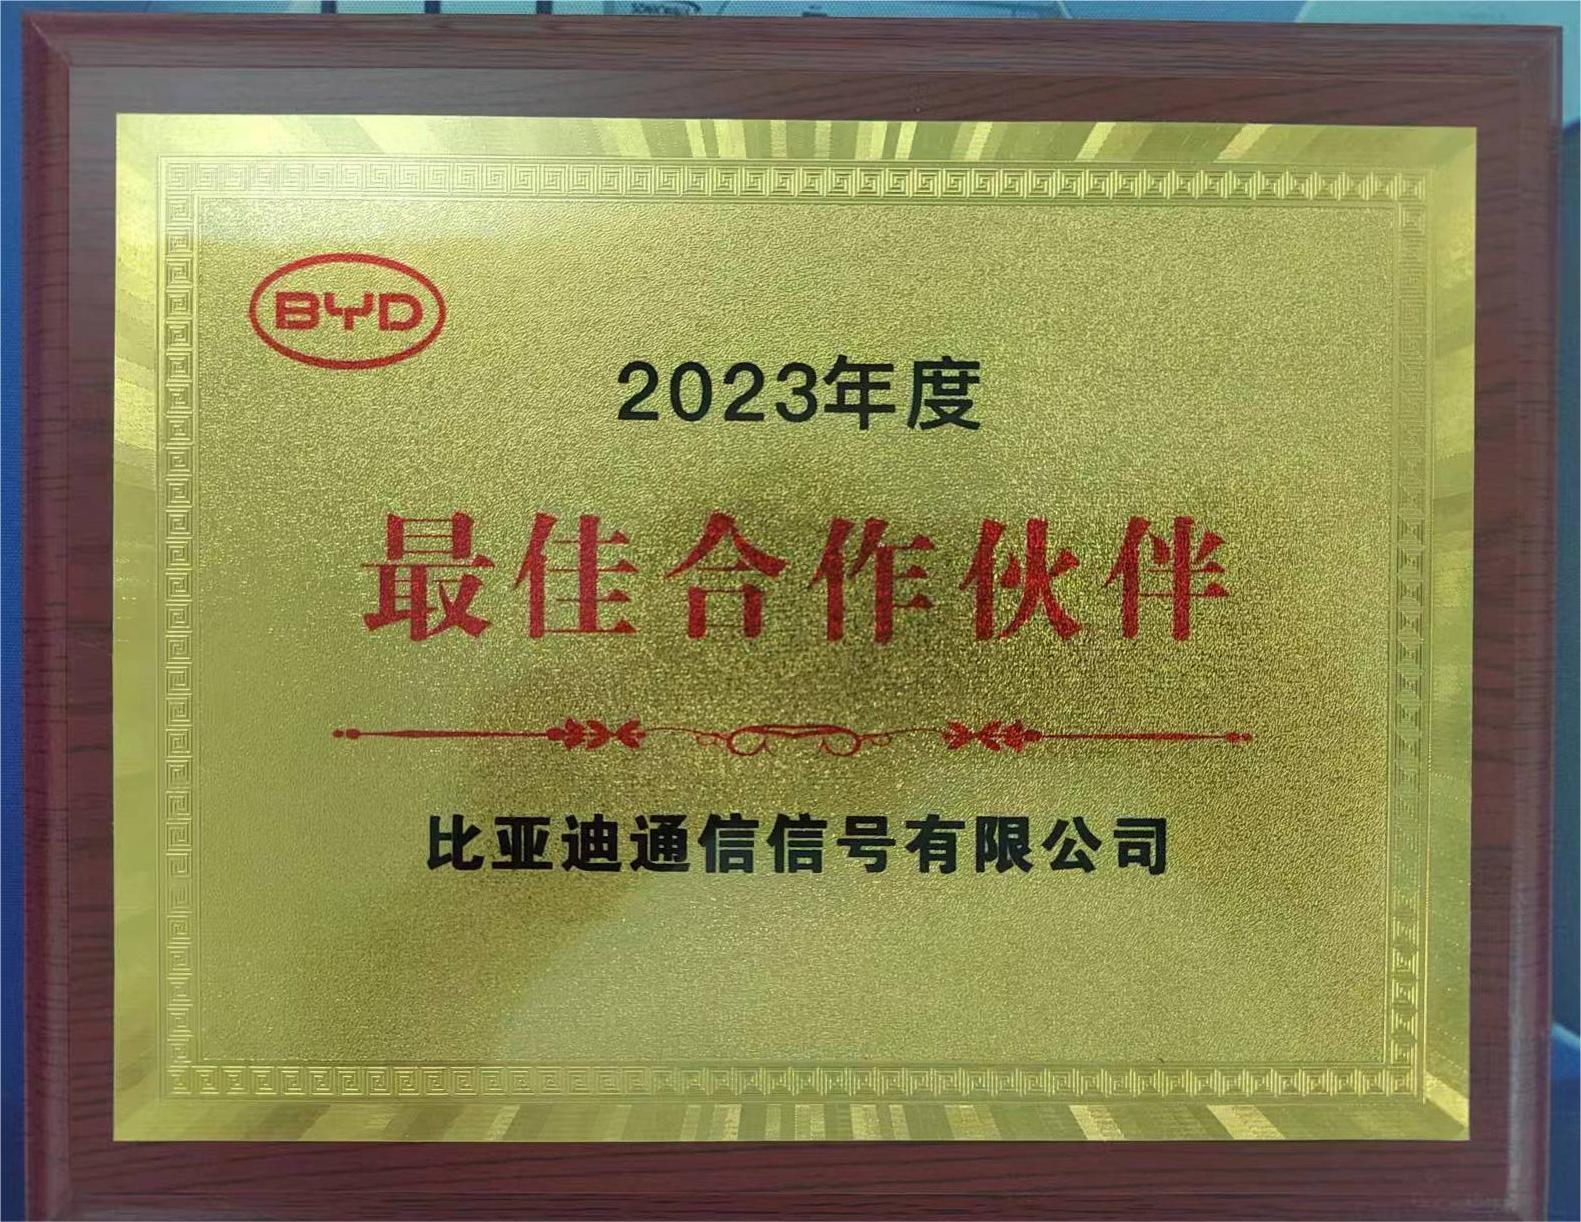 BYD
2023年度
最佳合作伙伴
比亚迪通信信号有限公司